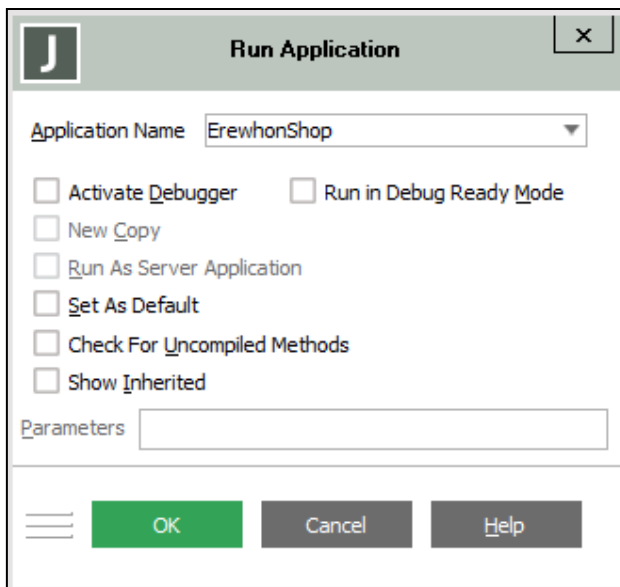 J Run Application x
Application Name ErewhonShop
Activate Debugger Run in Debug Ready Mode
New Copy
Run As Server Application
Set As Default
Check For Uncompiled Methods
Show Inherited
Parameters
OK Cancel Help